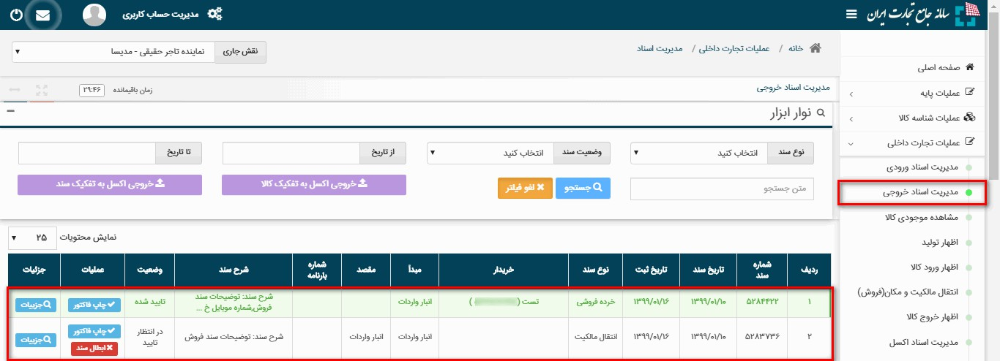 سامانه جامع تجارت ایران
مدیریت حساب کاربری
صفحه اصلی
عملیات پایه
عملیات شناسه کالا
عملیات تجارت داخلی
مدیریت اسناد ورودی
مدیریت اسناد خروجی
مشاهده موجودی کالا
اظهار تولید
اظهار ورود کالا
انتقال مالکیت و مکان(فروش)
اظهار خروج کالا
مدیریت اسناد اکسل
خانه / عملیات تجارت داخلی / مدیریت اسناد
نقش جاری نماینده تاجر حقیقی - مدیسا
مدیریت اسناد خروجی
زمان باقیمانده ۲۹:۴۶
نوار ابزار
نوع سند انتخاب کنید وضعیت سند انتخاب کنید از تاریخ تا تاریخ
متن جستجو جستجو لغو فیلتر خروجی اکسل به تفکیک کالا خروجی اکسل به تفکیک سند
نمایش محتویات ۲۵
ردیف شماره سند تاریخ سند تاریخ ثبت نوع سند خریدار مبدأ مقصد شماره بارنامه شرح سند وضعیت عملیات جزئیات
۱ ۵۲۸۴۴۲۲ ۱۳۹۹/۰۱/۱۰ ۱۳۹۹/۰۱/۱۶ خرده فروشی تست ( ) انبار واردات شرح سند: توضیحات سند فروش,شماره موبایل خ ... تایید شده چاپ فاکتور جزییات
۲ ۵۲۸۳۷۳۶ ۱۳۹۹/۰۱/۱۰ ۱۳۹۹/۰۱/۱۶ انتقال مالکیت انبار واردات انبار واردات شرح سند: توضیحات سند فروش در انتظار تایید چاپ فاکتور ابطال سند جزییات